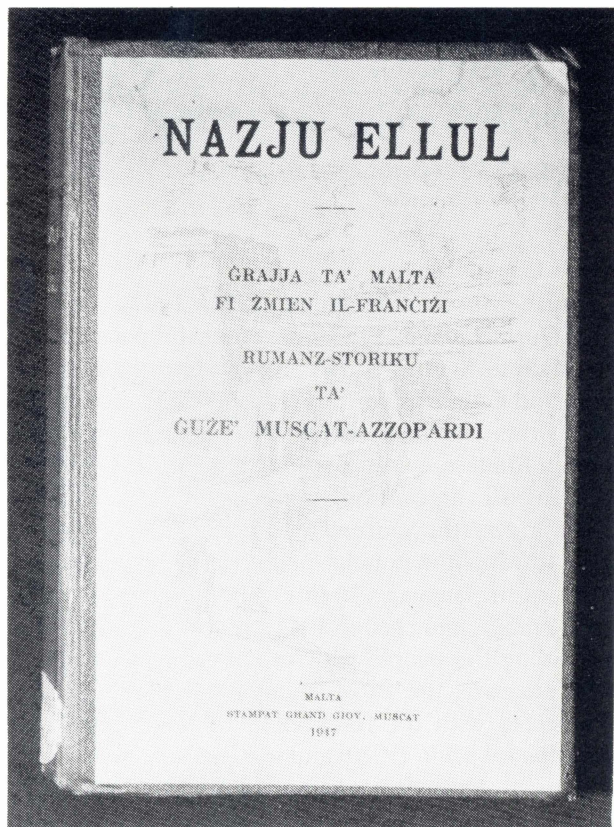 NAZJU ELLUL
ĠRAJJA TA' MALTA
FI ŻMIEN IL-FRANĊIŻI
RUMANZ-STORIKU
TA'
ĠUŻE' MUSCAT-AZZOPARDI
MALTA
STAMPAT GHAND GIOV. MUSCAT
1947